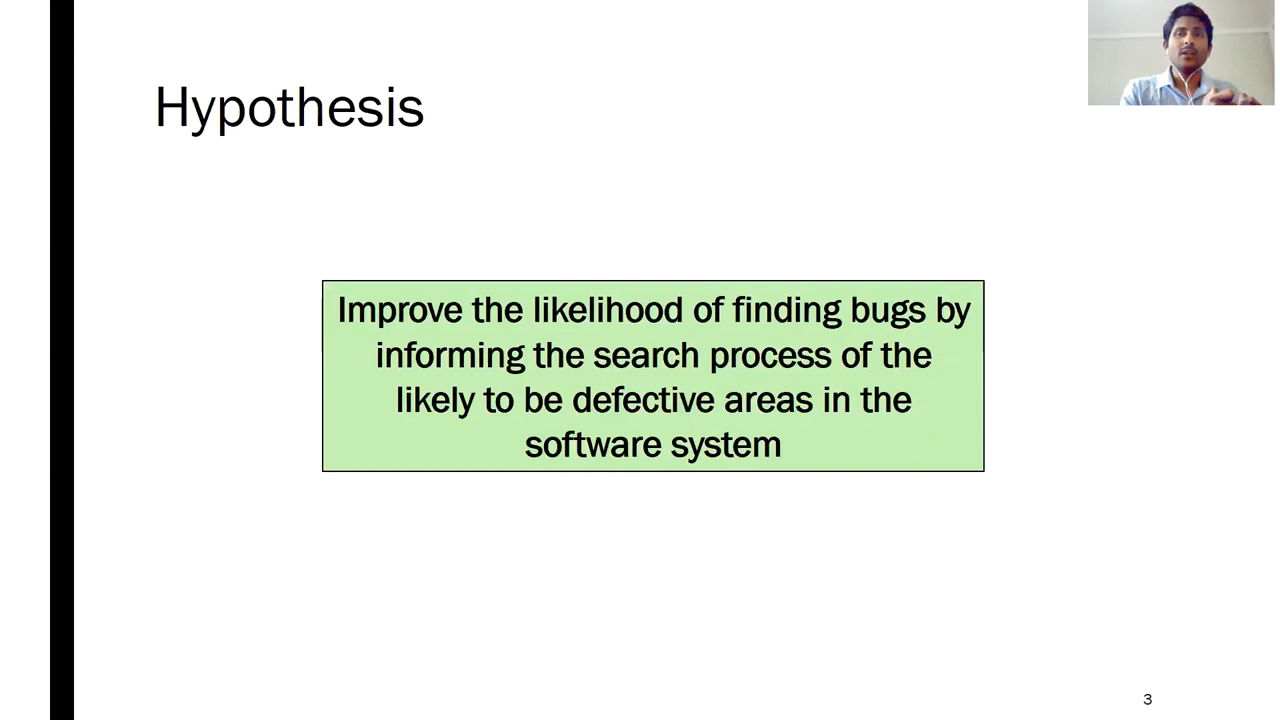 Hypothesis
Improve the likelihood of finding bugs by
informing the search process of the
likely to be defective areas in the
software system
3